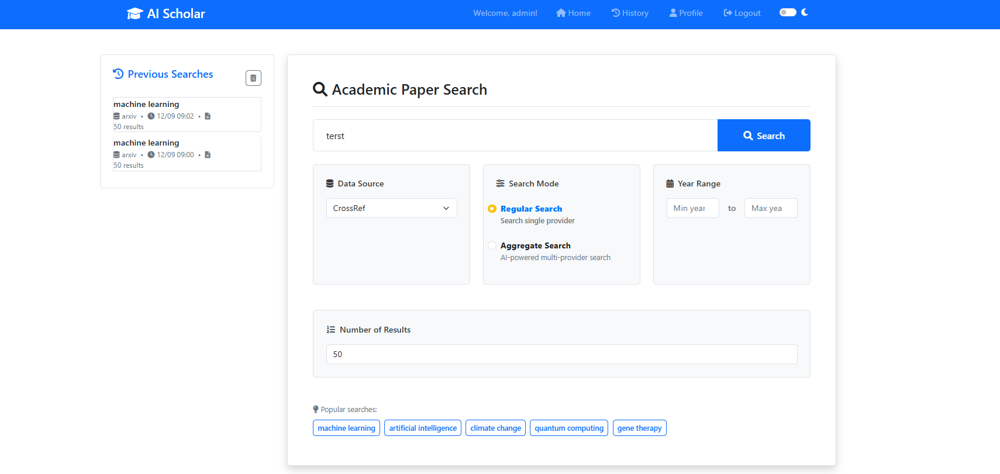 AI Scholar
Welcome, admin!
Home
History
Profile
Logout
Previous Searches
machine learning
arxiv • 12/09 09:02 •
50 results
machine learning
arxiv • 12/09 09:00 •
50 results
Academic Paper Search
terst
Search
Data Source
CrossRef
Search Mode
Regular Search
Search single provider
Aggregate Search
AI-powered multi-provider search
Year Range
Min year to Max yea
Number of Results
50
Popular searches:
machine learning
artificial intelligence
climate change
quantum computing
gene therapy